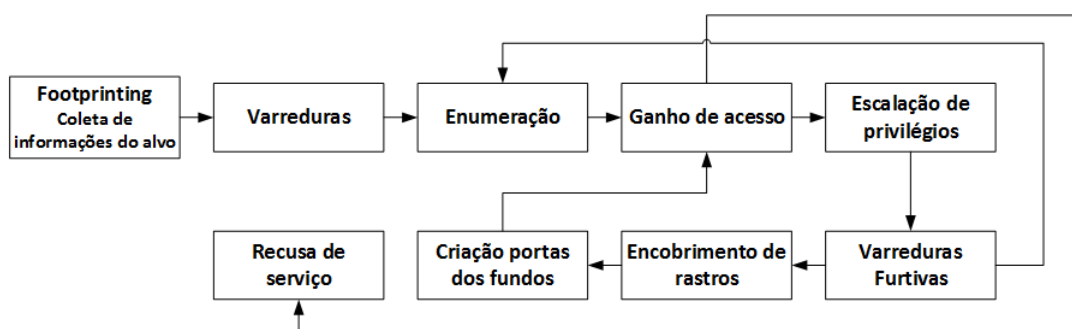 Footprinting
Coleta de
informações do alvo
Varreduras
Enumeração
Ganho de acesso
Escalação de
privilégios
Recusa de
serviço
Criação portas
dos fundos
Encobrimento de
rastros
Varreduras
Furtivas